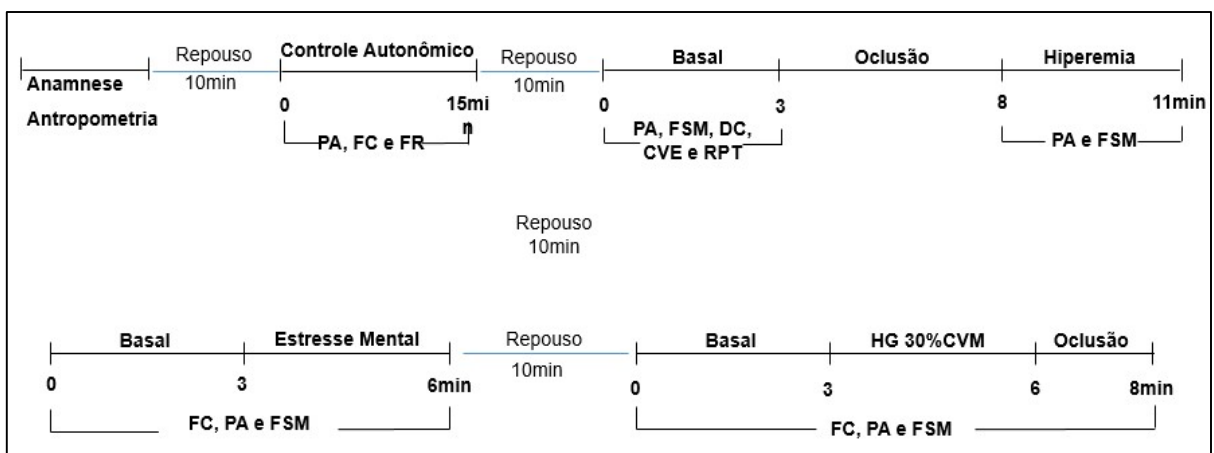 Repouso
Controle Autonômico
Repouso
Basal
Oclusão
Hiperemia
Anamnese
Antropometria
10min
10min
0
15mi
n
0
3
8
11min
PA, FC e FR
PA, FSM, DC,
CVE e RPT
PA e FSM
Repouso
10min
Basal
Estresse Mental
Repouso
10min
Basal
HG 30%CVM
Oclusão
0
3
6min
0
3
6
8min
FC, PA e FSM
FC, PA e FSM